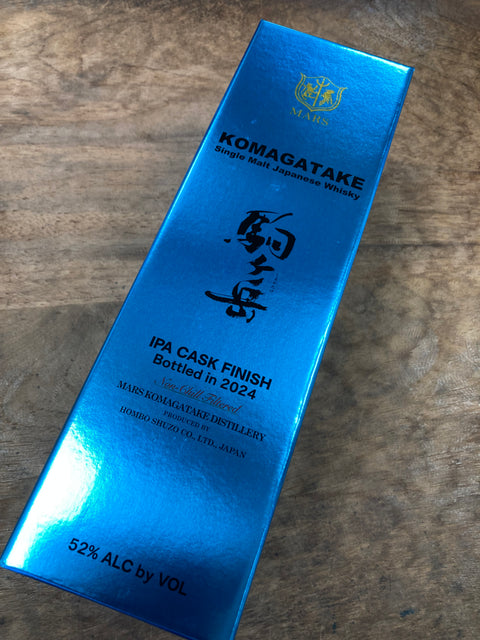 MARS
KOMAGATAKE
Single Malt Japanese Whisky
駒ヶ岳
IPA CASK FINISH
Bottled in 2024
Non-Chill Filtered
MARS KOMAGATAKE DISTILLERY
PRODUCED BY
HOMBO SHUZO CO., LTD., JAPAN
52% ALC by VOL